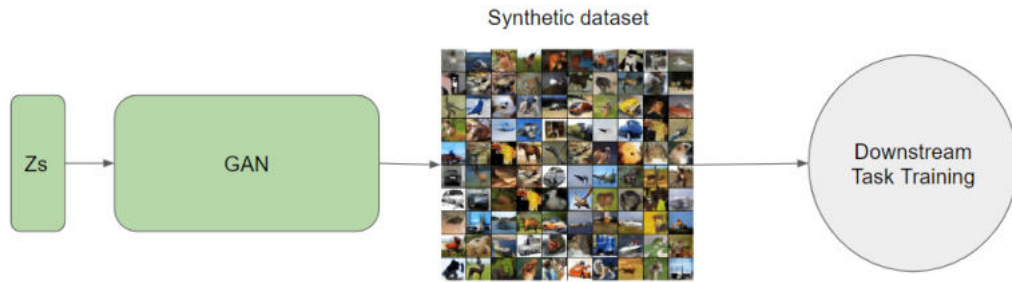 Synthetic dataset
Zs
GAN
Downstream
Task Training